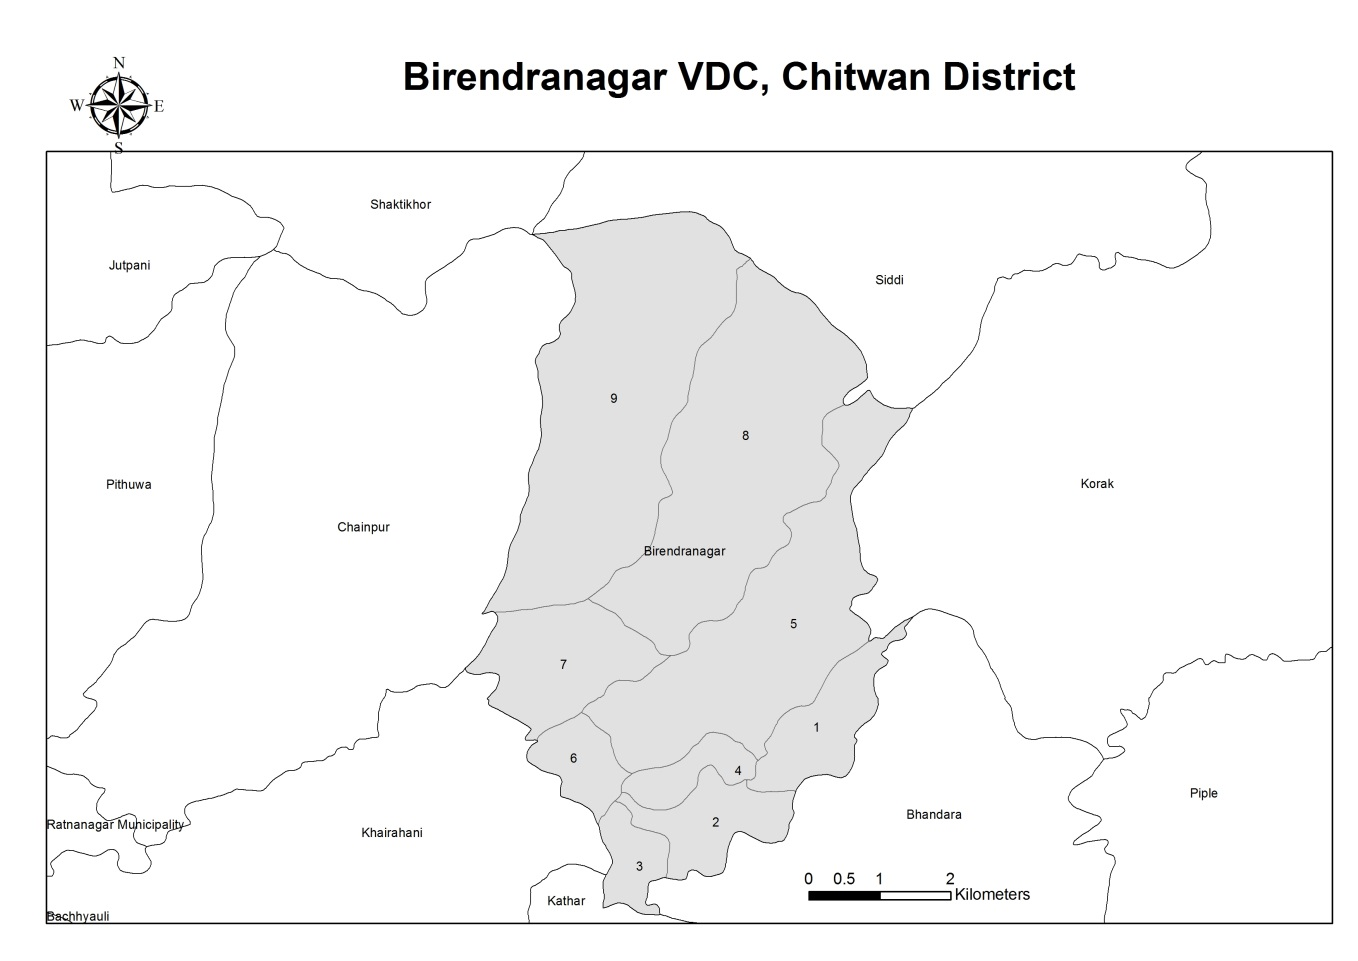 Birendranagar VDC, Chitwan District
N
W E
S
Shaktikhor
Jutpani
Siddi
9
8
Pithuwa
Korak
Chainpur
Birendranagar
5
7
1
6
4
Piple
Bhandara
2
Ratnanagar Municipality
Khairahani
3
0 0.5 1 2
Kilometers
Kathar
Bachhyauli